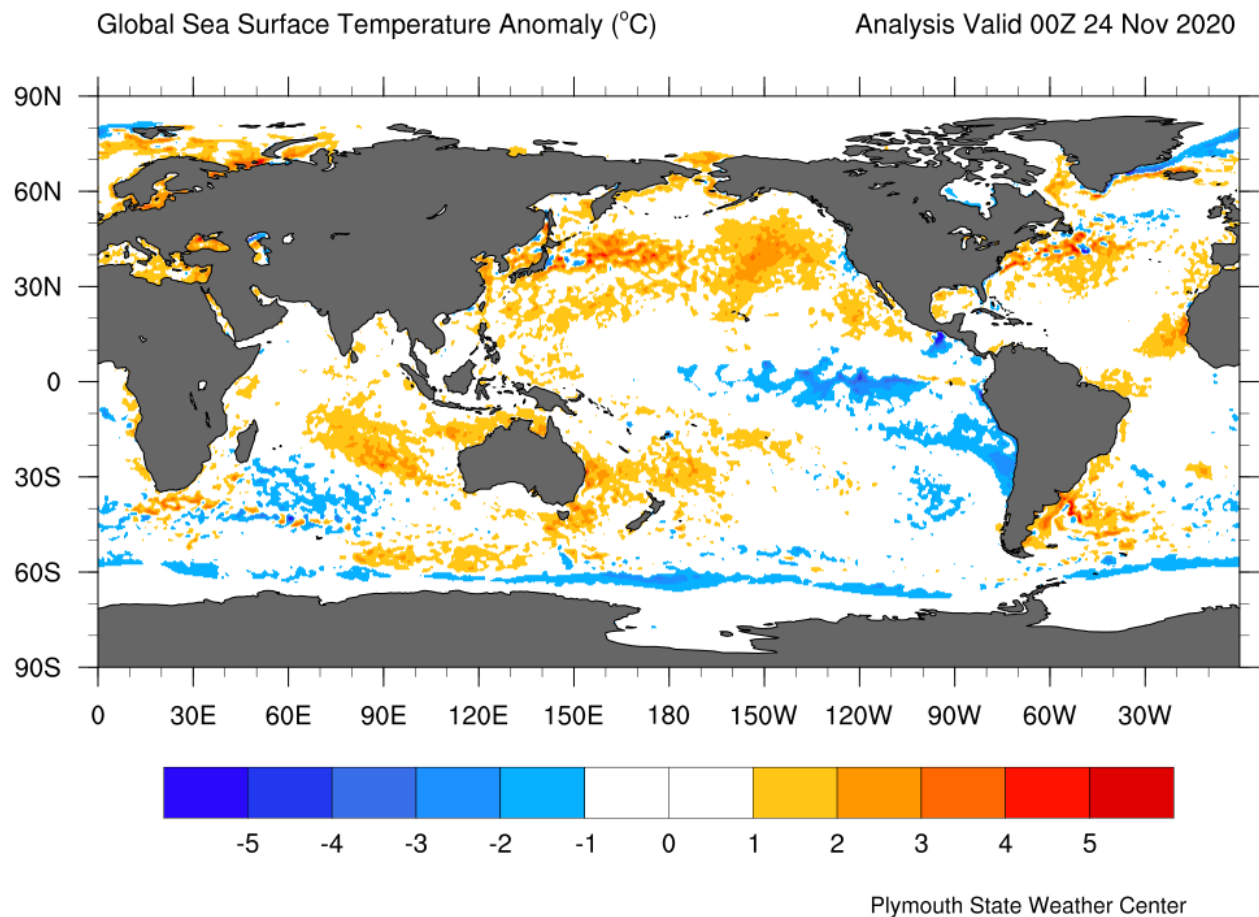 Global Sea Surface Temperature Anomaly (°C) Analysis Valid 00Z 24 Nov 2020
90N
60N
30N
0
30S
60S
90S
0 30E 60E 90E 120E 150E 180 150W 120W 90W 60W 30W
-5 -4 -3 -2 -1 0 1 2 3 4 5
Plymouth State Weather Center